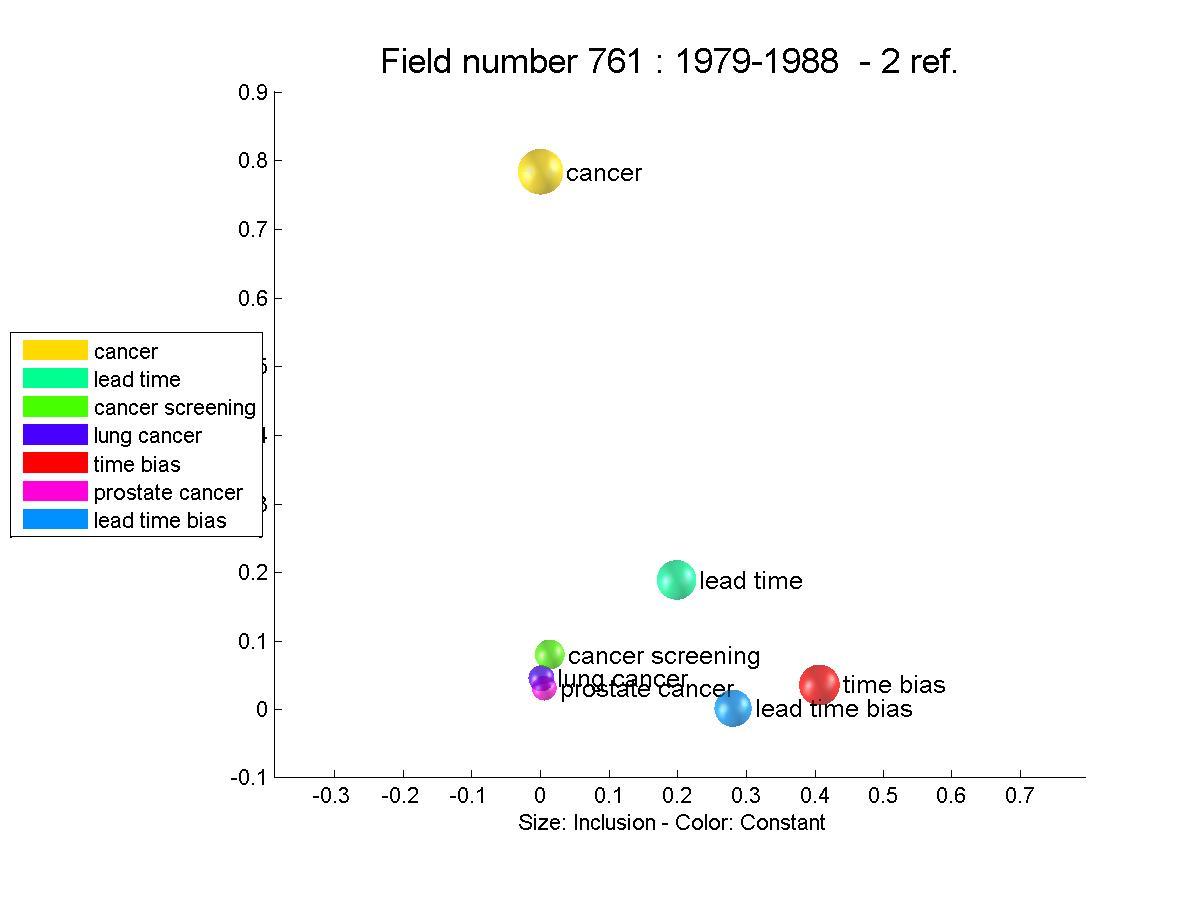 Field number 761 : 1979-1988  - 2 ref.
0.9
0.8
cancer
0.7
0.6
cancer
lead time
cancer screening
lung cancer
time bias
prostate cancer
lead time bias
0.2
lead time
0.1
cancer screening
lung cancer
prostate cancer
time bias
0
lead time bias
-0.1
-0.3 -0.2 -0.1 0 0.1 0.2 0.3 0.4 0.5 0.6 0.7
Size: Inclusion - Color: Constant